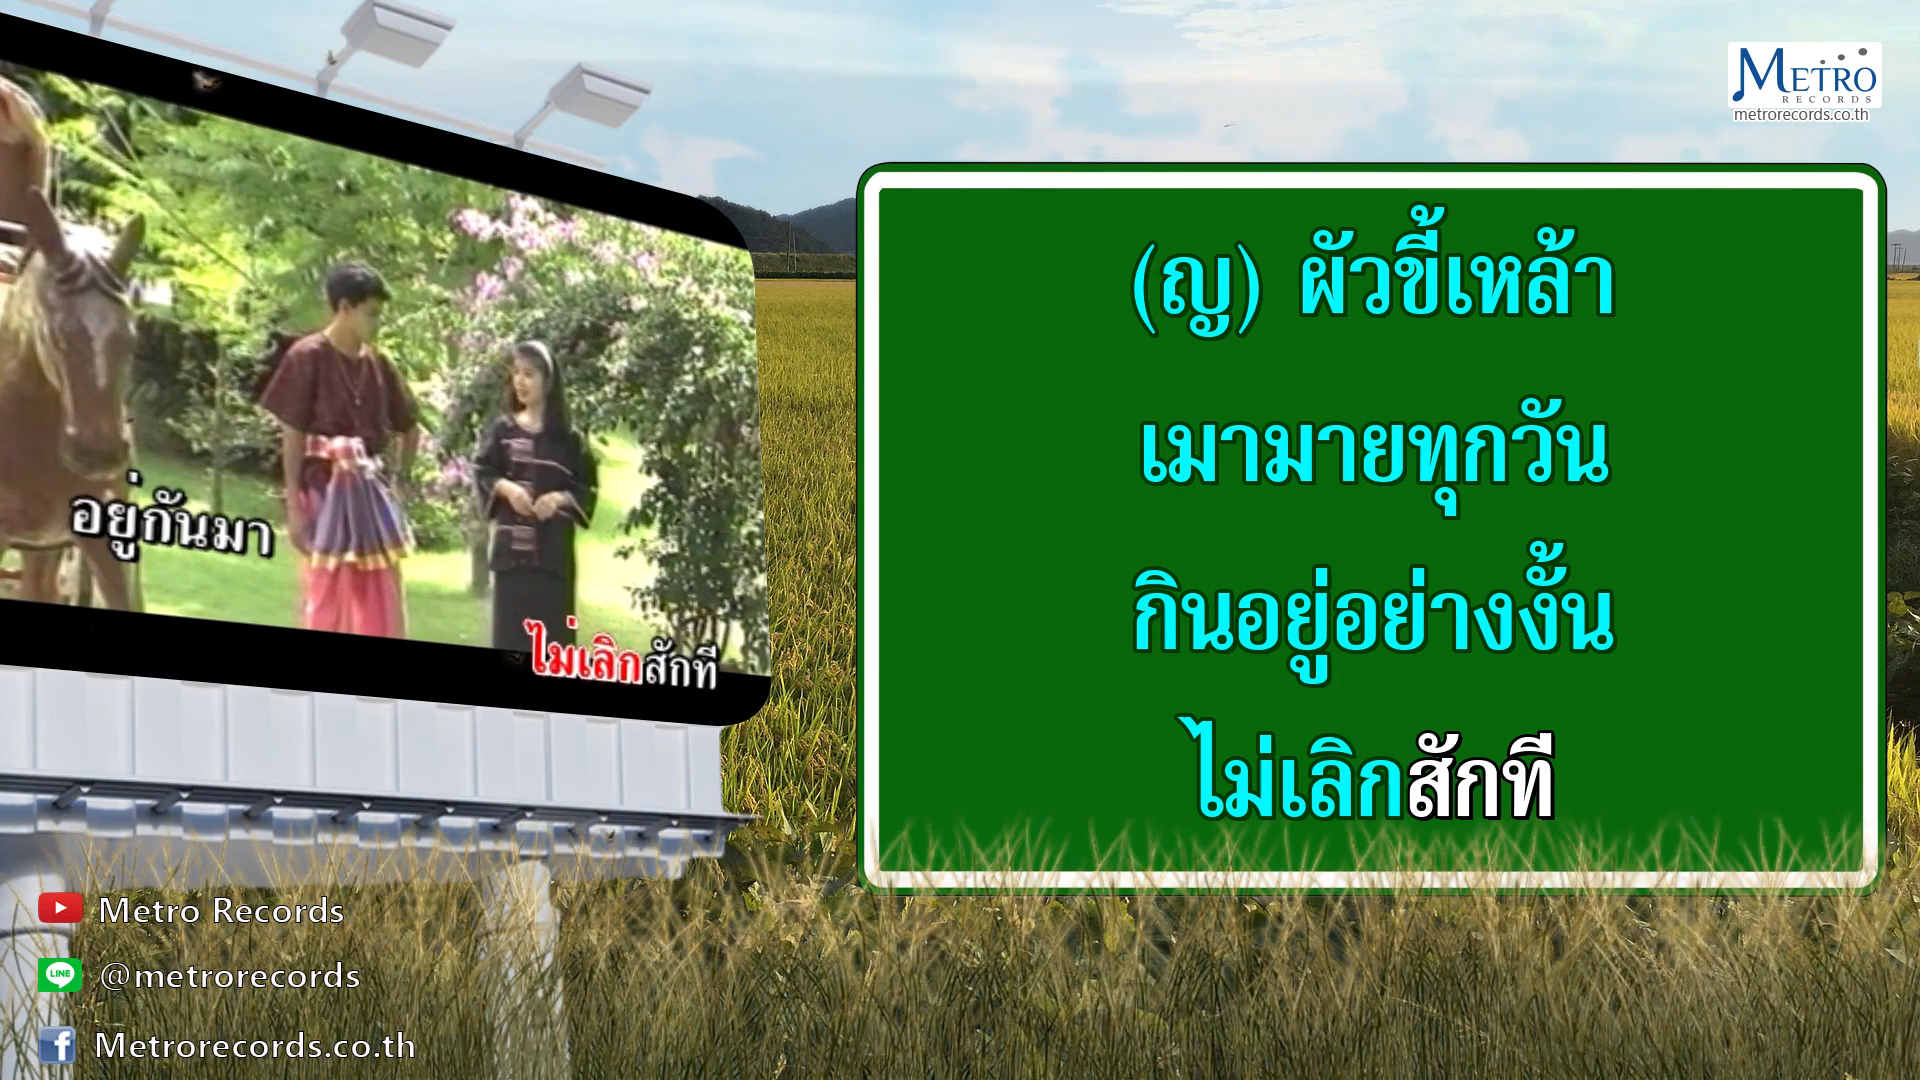 METRO
RECORDS
metrorecords.co.th
(ญ) ผัวขี้เหล้า
เมามายทุกวัน
กินอยู่อย่างงั้น
ไม่เลิกสักที
อยู่กันมา
ไม่เลิกสักที
Metro Records
LINE
@metrorecords
f
Metrorecords.co.th